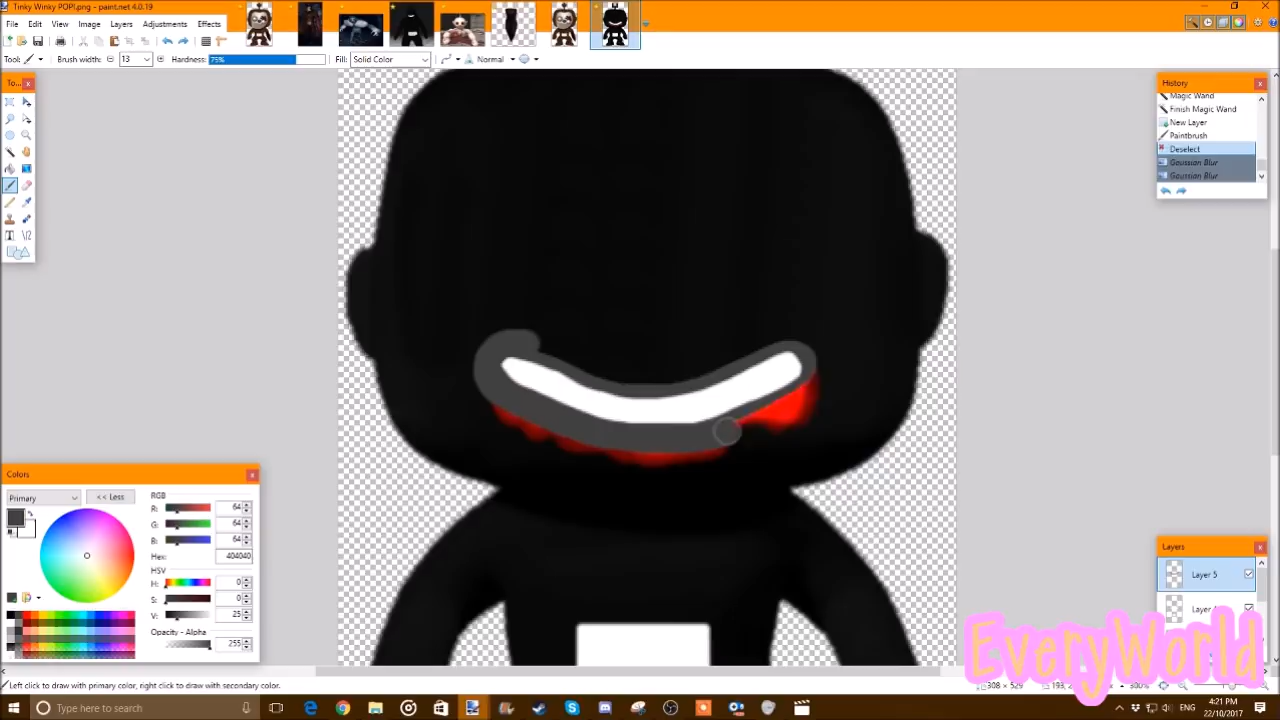 Tinky Winky POP!.png - paint.net 4.0.19
File Edit View Image Layers Adjustments Effects
Tool: Brush width: 13 Hardness: 75% Fill: Solid Color Normal
To...
History
Magic Wand
Finish Magic Wand
New Layer
Paintbrush
Deselect
Gaussian Blur
Gaussian Blur
Colors
Primary << Less
RGB
R: 64
G: 64
B: 64
Hex: 404040
HSV
H: 0
S: 0
V: 25
Opacity - Alpha
255
Layers
Layer 5
EveryWorld
Left click to draw with primary color, right click to draw with secondary color.
308 x 529
Type here to search
4:21 PM
22/10/2017